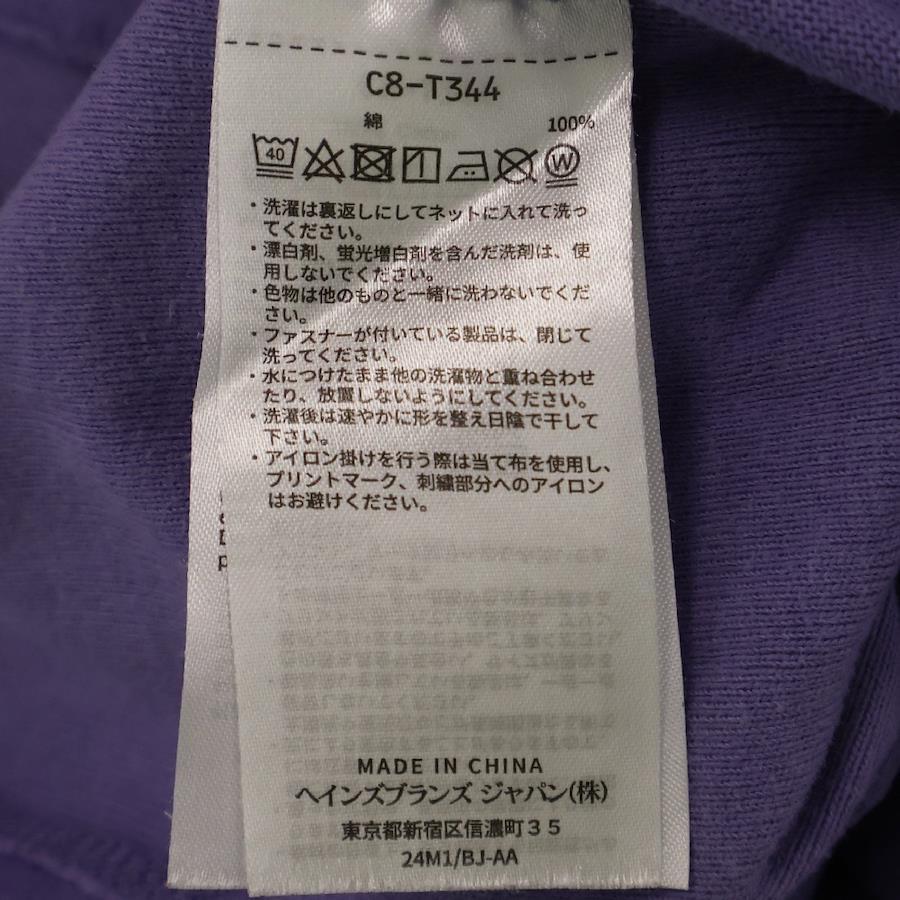 C8-T344
綿 100%
40 W
・洗濯は裏返しにしてネットに入れて洗っ
てください。
・漂白剤、蛍光増白剤を含んだ洗剤は、使
用しないでください。
・色物は他のものと一緒に洗わないでくだ
さい。
・ファスナーが付いている製品は、閉じて
洗ってください。
・水につけたまま他の洗濯物と重ね合わせ
たり、放置しないようにしてください。
・洗濯後は速やかに形を整え日陰で干して
下さい。
・アイロン掛けを行う際は当て布を使用し、
プリントマーク、刺繍部分へのアイロン
はお避けください。
MADE IN CHINA
ヘインズブランズ ジャパン(株)
東京都新宿区信濃町35
24M1/BJ-AA